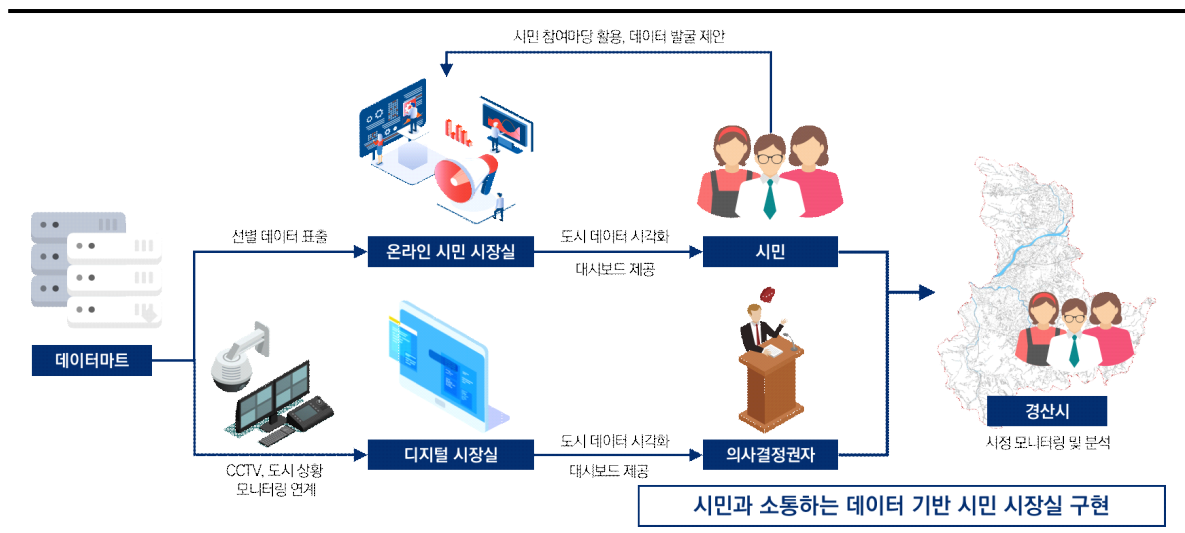 시민 참여마당 활용, 데이터 발굴 제안
선별 데이터 표출
온라인 시민 시장실
도시 데이터 시각화
대시보드 제공
시민
데이터마트
CCTV, 도시 상황
모니터링 연계
디지털 시장실
도시 데이터 시각화
대시보드 제공
의사결정권자
경산시
시정 모니터링 및 분석
시민과 소통하는 데이터 기반 시민 시장실 구현